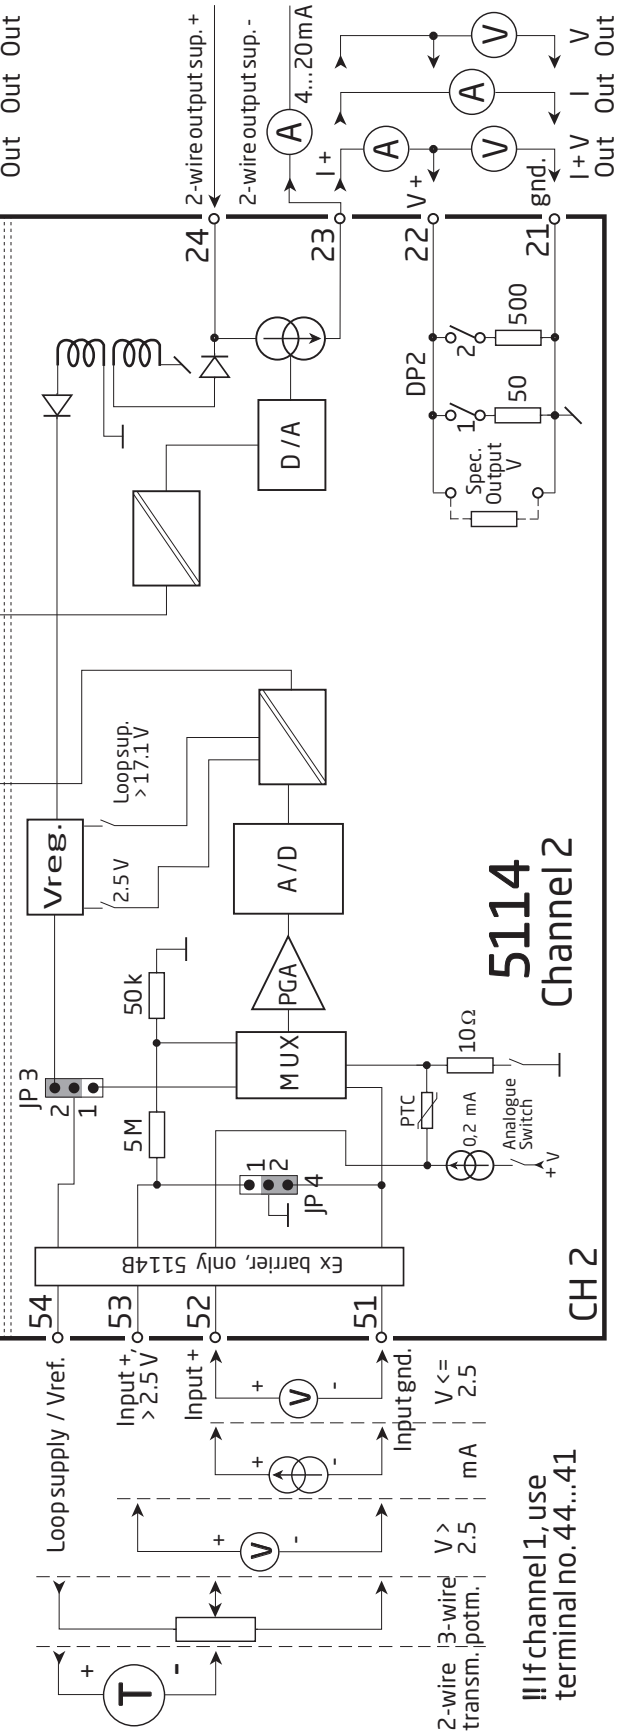 Out Out Out
2-wire output sup. +
2-wire output sup. -
4...20 mA
A
I +
A
V +
V
gnd.
A
V
I + V
Out
I
Out
V
Out
24
23
22
21
D / A
DP2
2
500
1
50
Spec.
Output
V
Vreg.
Loop sup.
> 17.1 V
2.5 V
A / D
PGA
MUX
50 k
5 M
JP 3
2
1
1
2
JP 4
PTC
10 Ω
0,2 mA
Analogue
Switch
+ V
5114
Channel 2
Ex barrier, only 5114B
54
53
52
51
CH 2
Loop supply / Vref.
Input +,
> 2.5 V
Input +
Input gnd.
+
V
-
V <=
2.5
+
-
mA
+
V
-
V >
2.5
3-wire
potm.
+
T
-
2-wire
transm.
!!! If channel 1, use
terminal no. 44...41